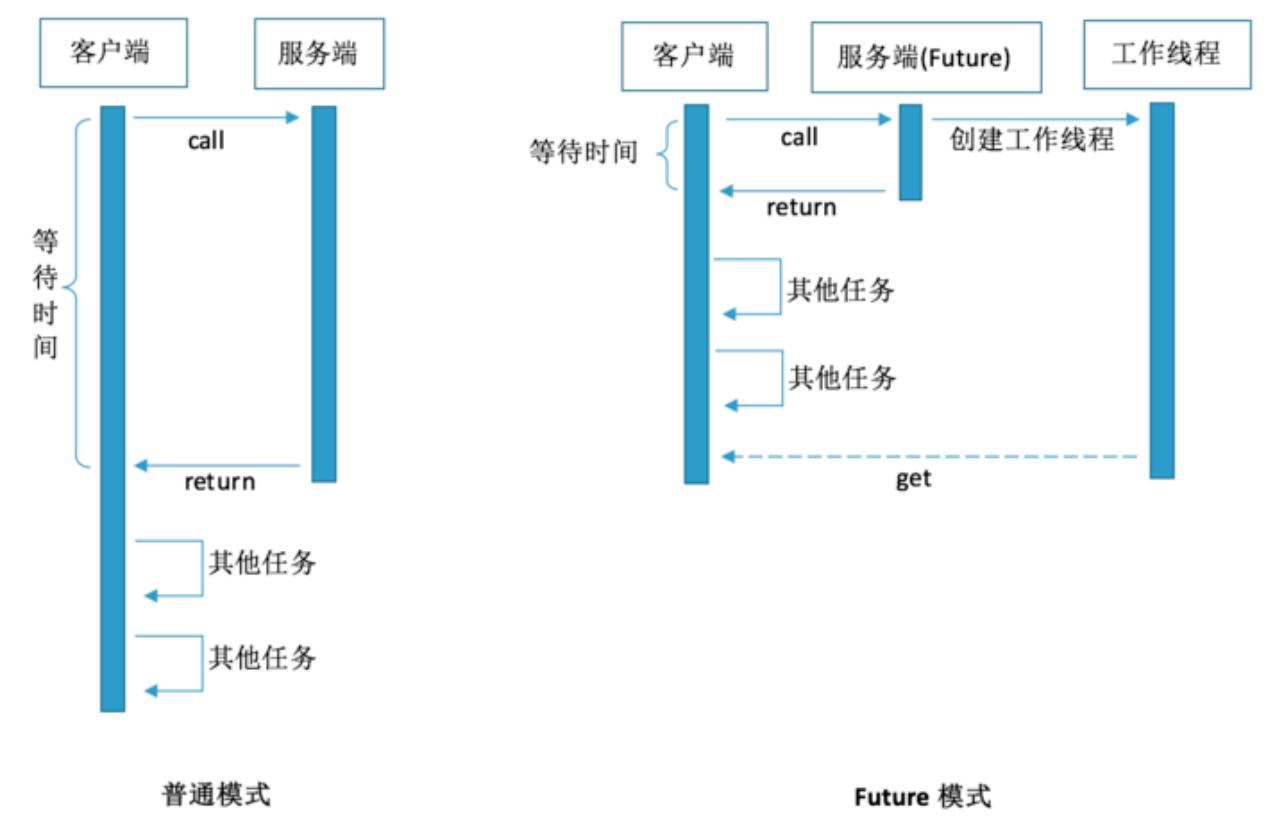 客户端
服务端
call
等待时间
return
其他任务
其他任务
普通模式
客户端
服务端(Future)
工作线程
call
创建工作线程
等待时间
return
其他任务
其他任务
get
Future 模式